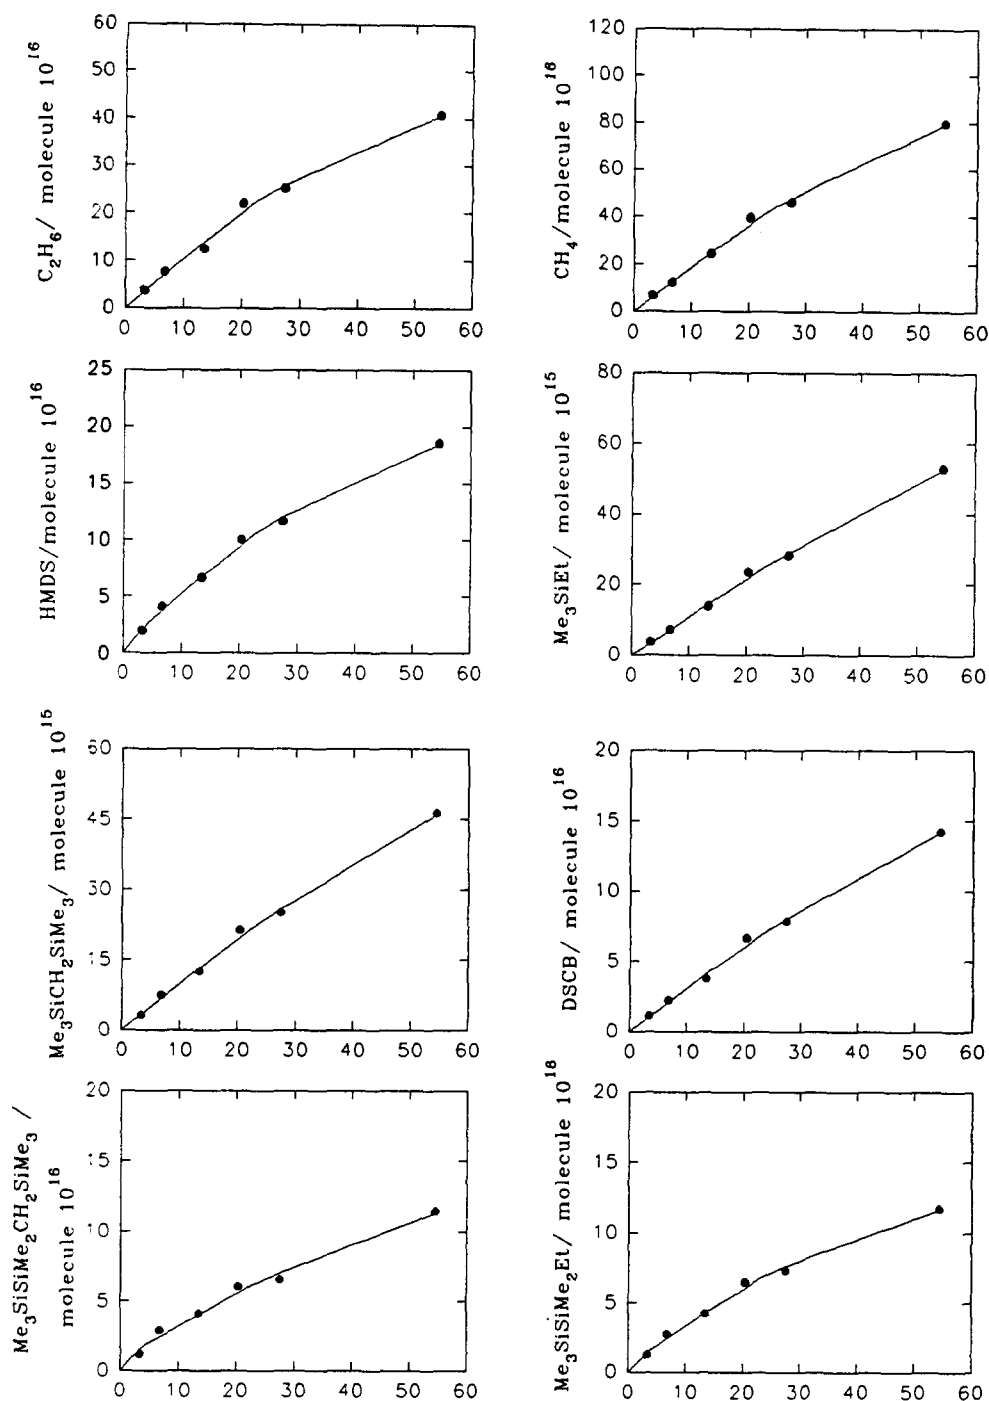 C2H6/ molecule 10^16
60
50
40
30
20
10
0
0 10 20 30 40 50 60
CH4/molecule 10^16
120
100
80
60
40
20
0
0 10 20 30 40 50 60
HMDS/molecule 10^16
25
20
15
10
5
0
0 10 20 30 40 50 60
Me3SiEt/ molecule 10^15
80
60
40
20
0
0 10 20 30 40 50 60
Me3SiCH2SiMe3/ molecule 10^15
60
45
30
15
0
0 10 20 30 40 50 60
DSCB/ molecule 10^16
20
15
10
5
0
0 10 20 30 40 50 60
Me3SiSiMe2CH2SiMe3 /
molecule 10^16
20
15
10
5
0
0 10 20 30 40 50 60
Me3SiSiMe2Et/ molecule 10^16
20
15
10
5
0
0 10 20 30 40 50 60